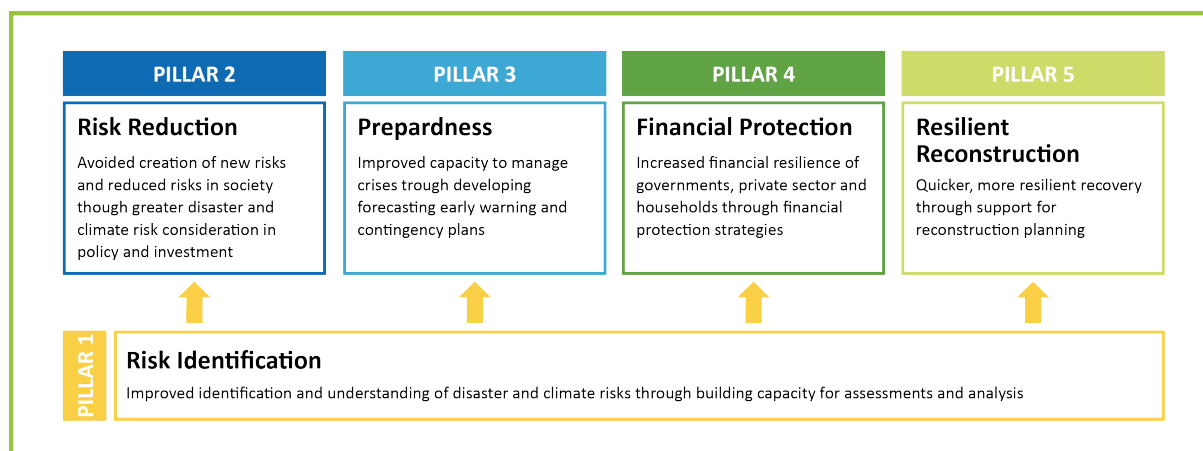 PILLAR 2
Risk Reduction
Avoided creation of new risks
and reduced risks in society
though greater disaster and
climate risk consideration in
policy and investment
PILLAR 3
Prepardness
Improved capacity to manage
crises trough developing
forecasting early warning and
contingency plans
PILLAR 4
Financial Protection
Increased financial resilience of
governments, private sector and
households through financial
protection strategies
PILLAR 5
Resilient
Reconstruction
Quicker, more resilient recovery
through support for
reconstruction planning
PILLAR 1
Risk Identification
Improved identification and understanding of disaster and climate risks through building capacity for assessments and analysis